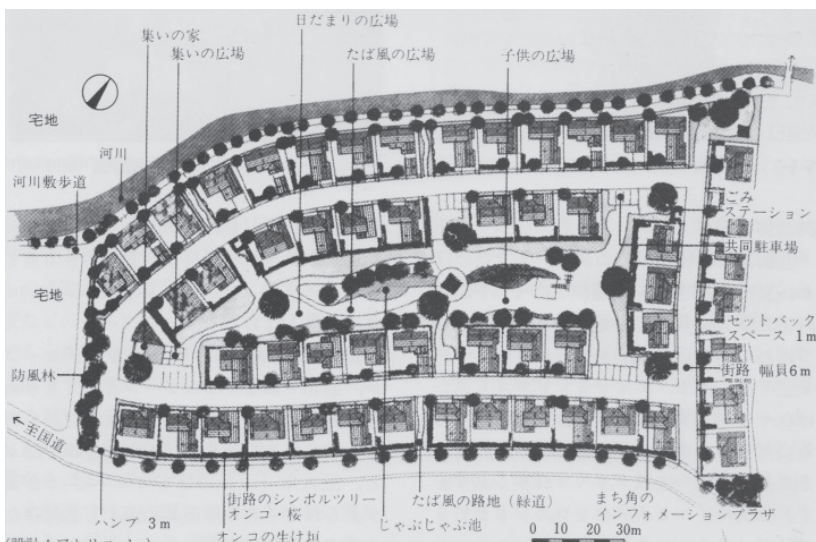 日だまりの広場
集いの家
集いの広場
たば風の広場
子供の広場
宅地
河川
河川敷歩道
宅地
防風林
←至国道
ごみ
ステーション
共同駐車場
セットバック
スペース 1m
街路 幅員6m
ハンプ 3m
街路のシンボルツリー
オンコ・桜
オンコの生け垣
たば風の路地(緑道)
じゃぶじゃぶ池
まち角の
インフォメーションプラザ
0 10 20 30m